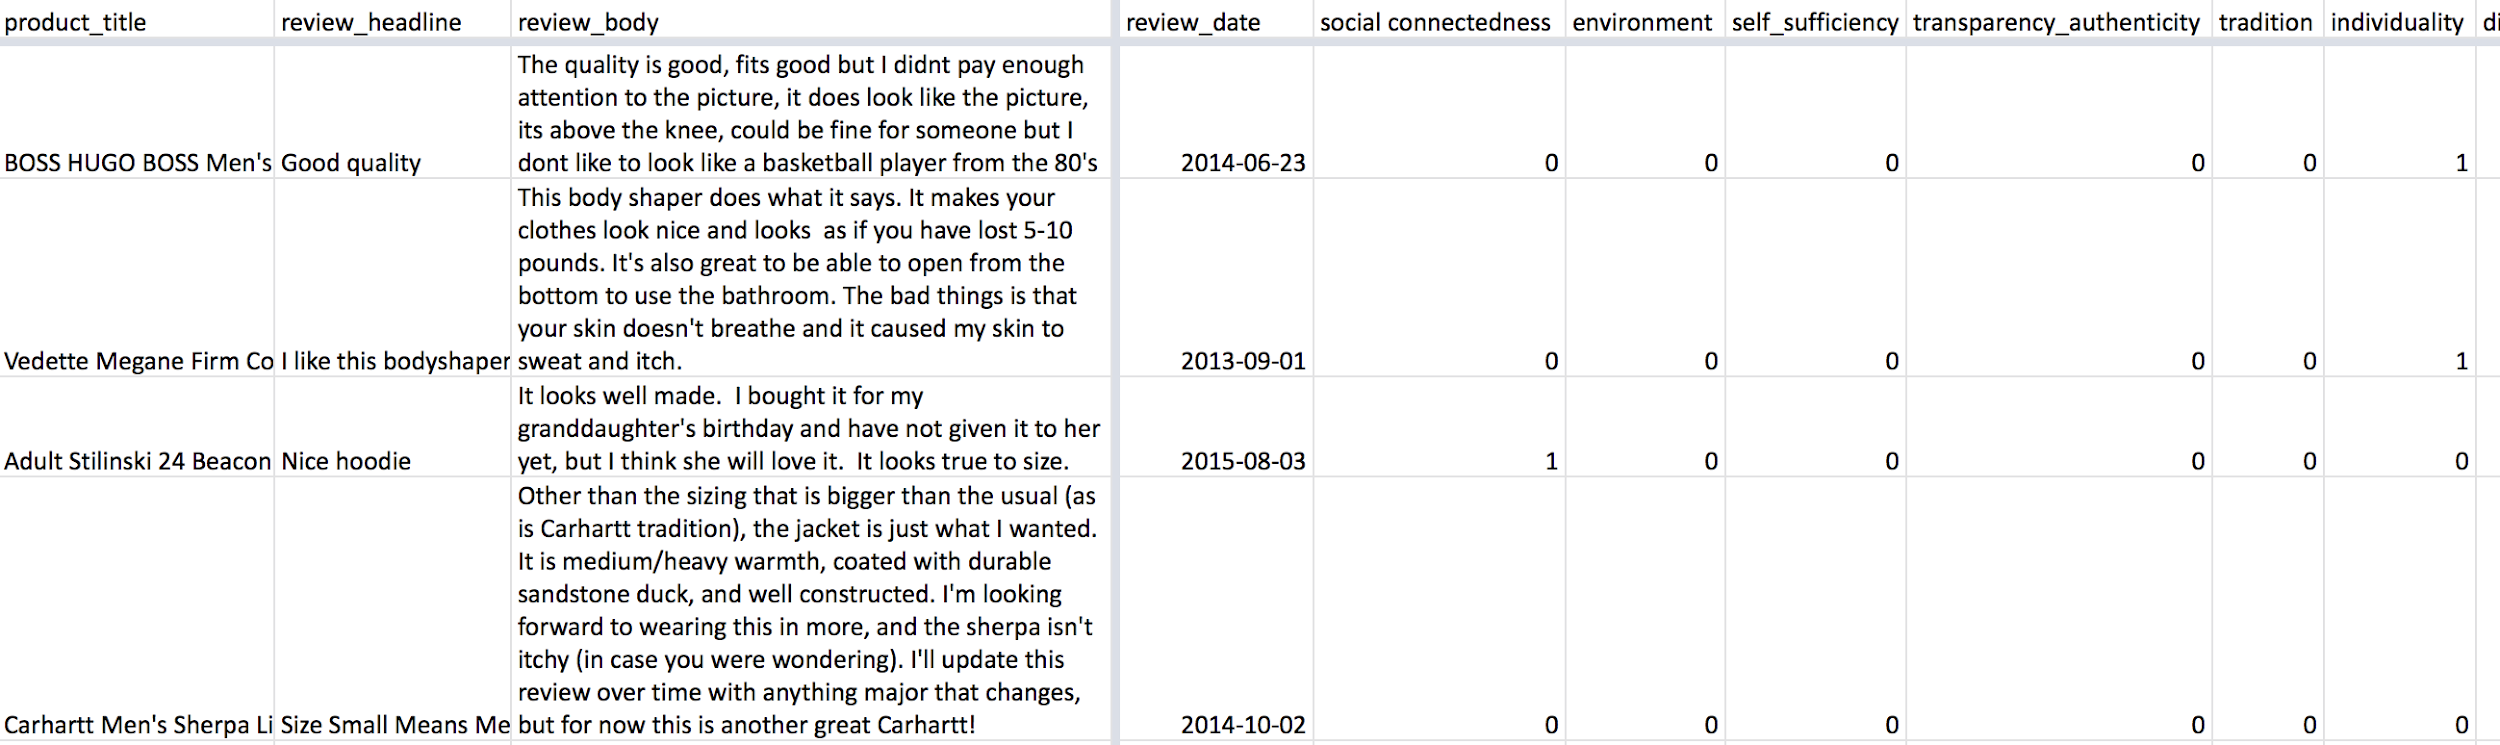 product_title review_headline review_body review_date social connectedness environment self_sufficiency transparency_authenticity tradition individuality di
The quality is good, fits good but I didnt pay enough
attention to the picture, it does look like the picture,
its above the knee, could be fine for someone but I
BOSS HUGO BOSS Men's Good quality dont like to look like a basketball player from the 80's 2014-06-23 0 0 0 0 0 1
This body shaper does what it says. It makes your
clothes look nice and looks  as if you have lost 5-10
pounds. It's also great to be able to open from the
bottom to use the bathroom. The bad things is that
your skin doesn't breathe and it caused my skin to
Vedette Megane Firm Co I like this bodyshaper sweat and itch. 2013-09-01 0 0 0 0 0 1
It looks well made.  I bought it for my
granddaughter's birthday and have not given it to her
Adult Stilinski 24 Beacon Nice hoodie yet, but I think she will love it.  It looks true to size. 2015-08-03 1 0 0 0 0 0
Other than the sizing that is bigger than the usual (as
is Carhartt tradition), the jacket is just what I wanted.
It is medium/heavy warmth, coated with durable
sandstone duck, and well constructed. I'm looking
forward to wearing this in more, and the sherpa isn't
itchy (in case you were wondering). I'll update this
review over time with anything major that changes,
Carhartt Men's Sherpa Li Size Small Means Me but for now this is another great Carhartt! 2014-10-02 0 0 0 0 0 0